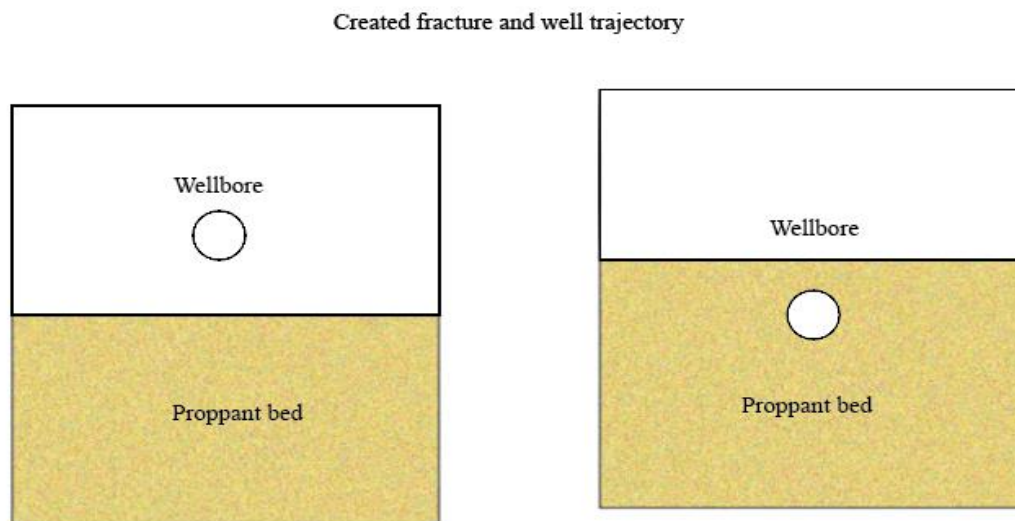 Created fracture and well trajectory
Wellbore
Proppant bed
Wellbore
Proppant bed